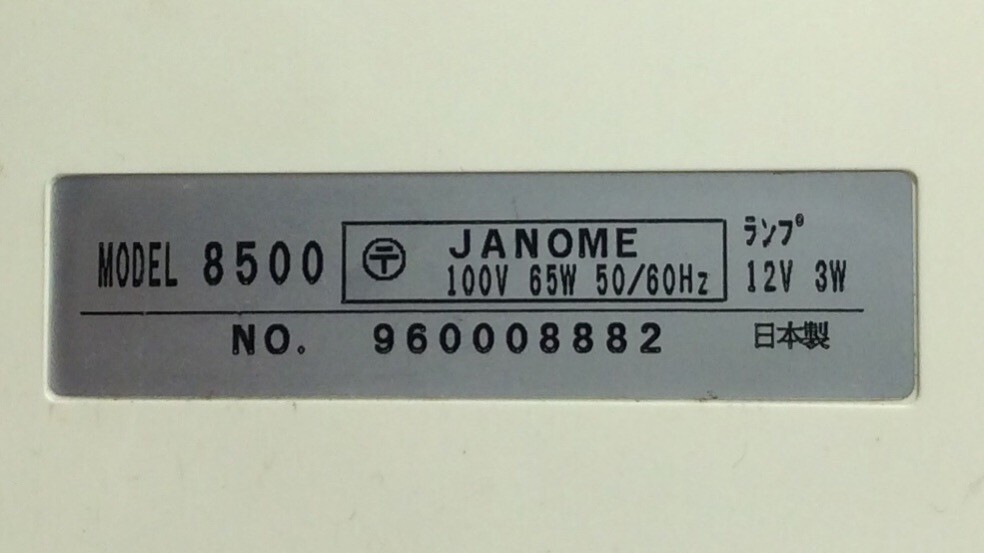 MODEL 8500 〒 JANOME ﾗﾝﾌﾟ
100V 65W 50/60Hz 12V 3W
NO. 960008882 日本製